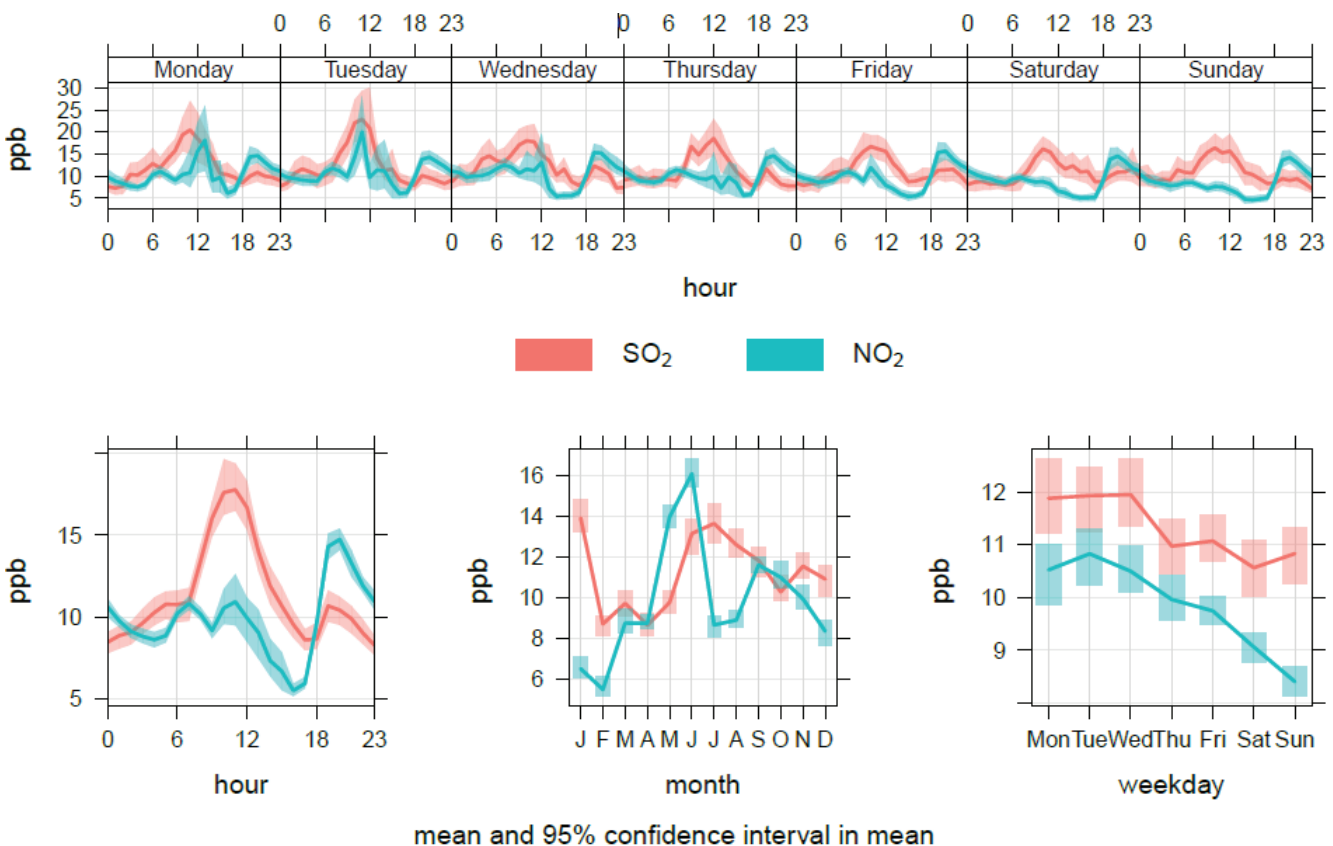 0 6 12 18 23 0 6 12 18 23 0 6 12 18 23
Monday Tuesday Wednesday Thursday Friday Saturday Sunday
30
25
20
15
10
5
ppb
0 6 12 18 23 0 6 12 18 23 0 6 12 18 23 0 6 12 18 23
hour
SO₂ NO₂
15
10
5
ppb
0 6 12 18 23
hour
16
14
12
10
8
6
ppb
J F M A M J J A S O N D
month
12
11
10
9
ppb
Mon Tue Wed Thu Fri Sat Sun
weekday
mean and 95% confidence interval in mean